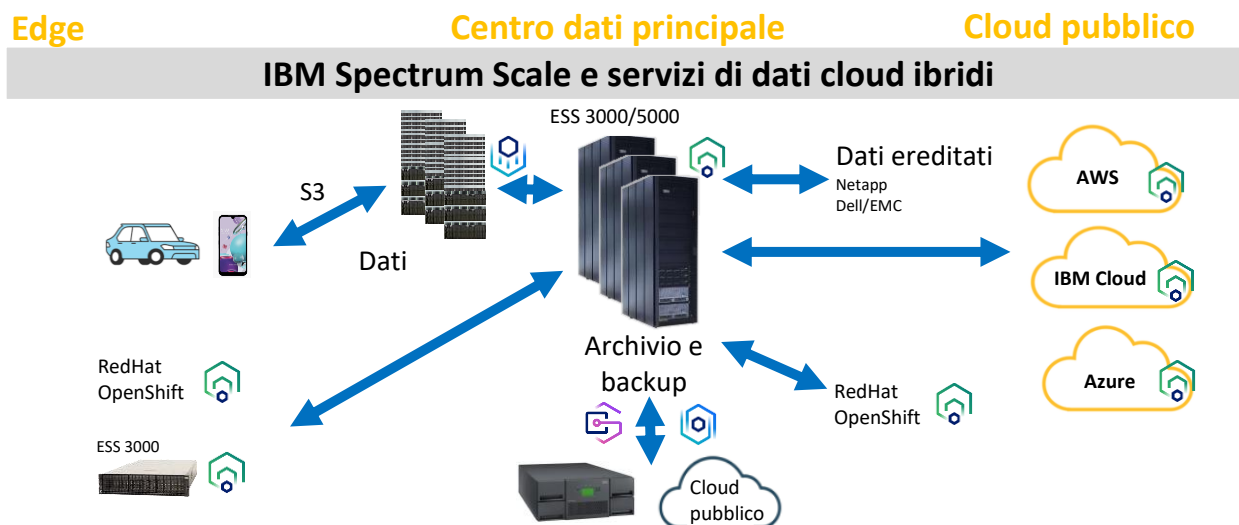 Edge
Centro dati principale
Cloud pubblico
IBM Spectrum Scale e servizi di dati cloud ibridi
ESS 3000/5000
S3
Dati
Dati ereditati
Netapp
Dell/EMC
AWS
IBM Cloud
Azure
RedHat
OpenShift
ESS 3000
Archivio e
backup
RedHat
OpenShift
Cloud
pubblico